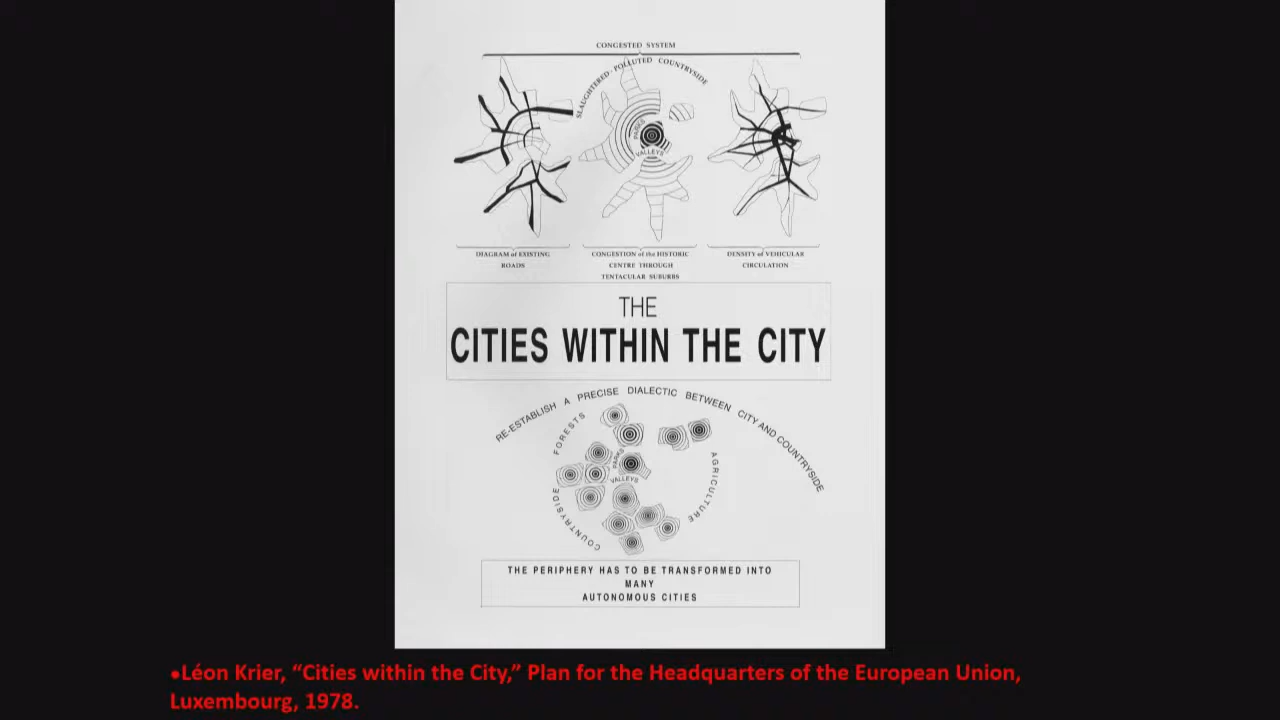 CONGESTED SYSTEM
SLAUGHTERED - POLLUTED COUNTRYSIDE
PARKS
VALLEYS
DIAGRAM of EXISTING
ROADS
CONGESTION of the HISTORIC
CENTRE THROUGH
TENTACULAR SUBURBS
DENSITY of VEHICULAR
CIRCULATION
THE
CITIES WITHIN THE CITY
RE-ESTABLISH A PRECISE DIALECTIC BETWEEN CITY AND COUNTRYSIDE
FORESTS
PARKS
VALLEYS
AGRICULTURE
COUNTRYSIDE
THE PERIPHERY HAS TO BE TRANSFORMED INTO
MANY
AUTONOMOUS CITIES
•Léon Krier, “Cities within the City,” Plan for the Headquarters of the European Union,
Luxembourg, 1978.